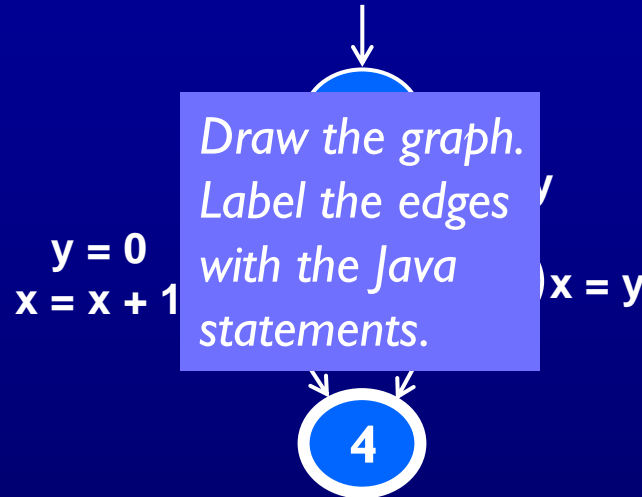 Draw the graph.
Label the edges
with the Java
statements.
y
y = 0
x = x + 1
x = y
4